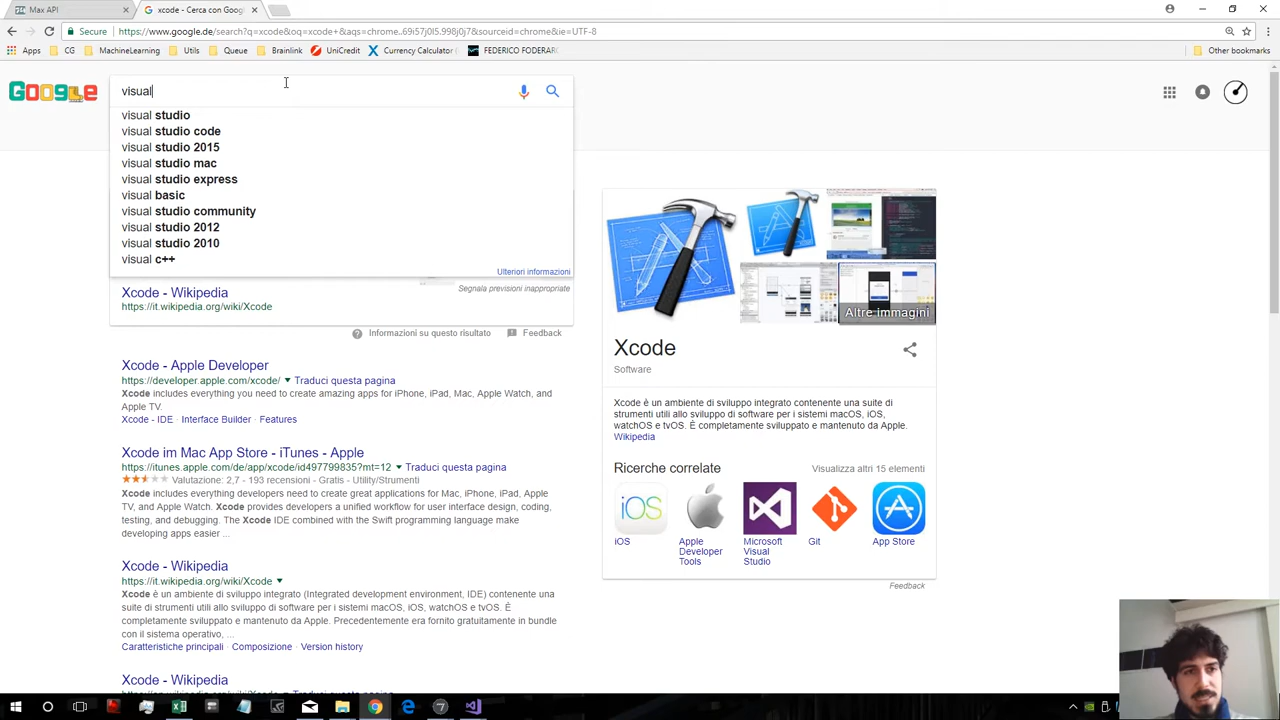 Max API
xcode - Cerca con Googl
Secure
https://www.google.de/search?q=xcode&oq=xcode+&aqs=chrome..69i57j0l5.998j0j7&sourceid=chrome&ie=UTF-8
Apps
CG
MachineLearning
Utils
Queue
Brainlink
UniCredit
Currency Calculator (
FEDERICO FODERAR
Other bookmarks
Google
visual
visual studio
visual studio code
visual studio 2015
visual studio mac
visual studio express
visual basic
visual studio community
visual studio 2012
visual studio 2010
visual c++
Ulteriori informazioni
Segnala previsioni inappropriate
Xcode - Wikipedia
https://it.wikipedia.org/wiki/Xcode
Informazioni su questo risultato
Feedback
Xcode - Apple Developer
https://developer.apple.com/xcode/ Traduci questa pagina
Xcode includes everything you need to create amazing apps for iPhone, iPad, Mac, Apple Watch, and
Apple TV.
Xcode - IDE · Interface Builder · Features
Xcode im Mac App Store - iTunes - Apple
https://itunes.apple.com/de/app/xcode/id497799835?mt=12 Traduci questa pagina
Valutazione: 2,7 - 193 recensioni - Gratis - Utility/Strumenti
Xcode includes everything developers need to create great applications for Mac, iPhone, iPad, Apple
TV, and Apple Watch. Xcode provides developers a unified workflow for user interface design, coding,
testing, and debugging. The Xcode IDE combined with the Swift programming language make
developing apps easier ...
Xcode - Wikipedia
https://it.wikipedia.org/wiki/Xcode
Xcode è un ambiente di sviluppo integrato (Integrated development environment, IDE) contenente una
suite di strumenti utili allo sviluppo di software per i sistemi macOS, iOS, watchOS e tvOS. È
completamente sviluppato e mantenuto da Apple. Precedentemente era fornito gratuitamente in bundle
con il sistema operativo, ...
Caratteristiche principali · Composizione · Version history
Xcode - Wikipedia
Altre immagini
Xcode
Software
Xcode è un ambiente di sviluppo integrato contenente una suite di
strumenti utili allo sviluppo di software per i sistemi macOS, iOS,
watchOS e tvOS. È completamente sviluppato e mantenuto da Apple.
Wikipedia
Ricerche correlate
Visualizza altri 15 elementi
iOS
iOS
Apple
Developer
Tools
Microsoft
Visual
Studio
Git
App Store
Feedback